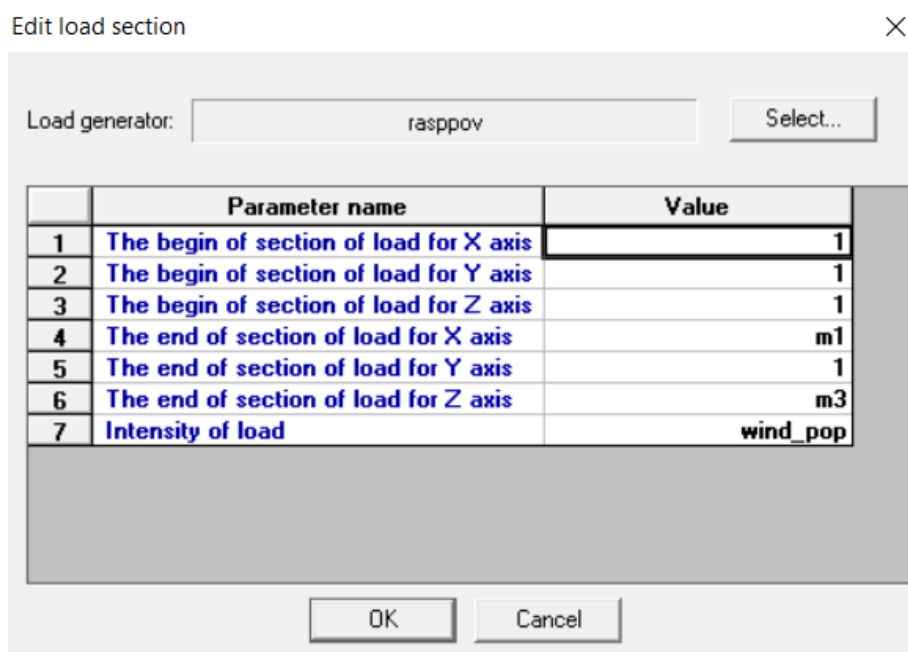 Edit load section
Load generator: rasppov Select...
Parameter name Value
1 The begin of section of load for X axis 1
2 The begin of section of load for Y axis 1
3 The begin of section of load for Z axis 1
4 The end of section of load for X axis m1
5 The end of section of load for Y axis 1
6 The end of section of load for Z axis m3
7 Intensity of load wind_pop
OK Cancel